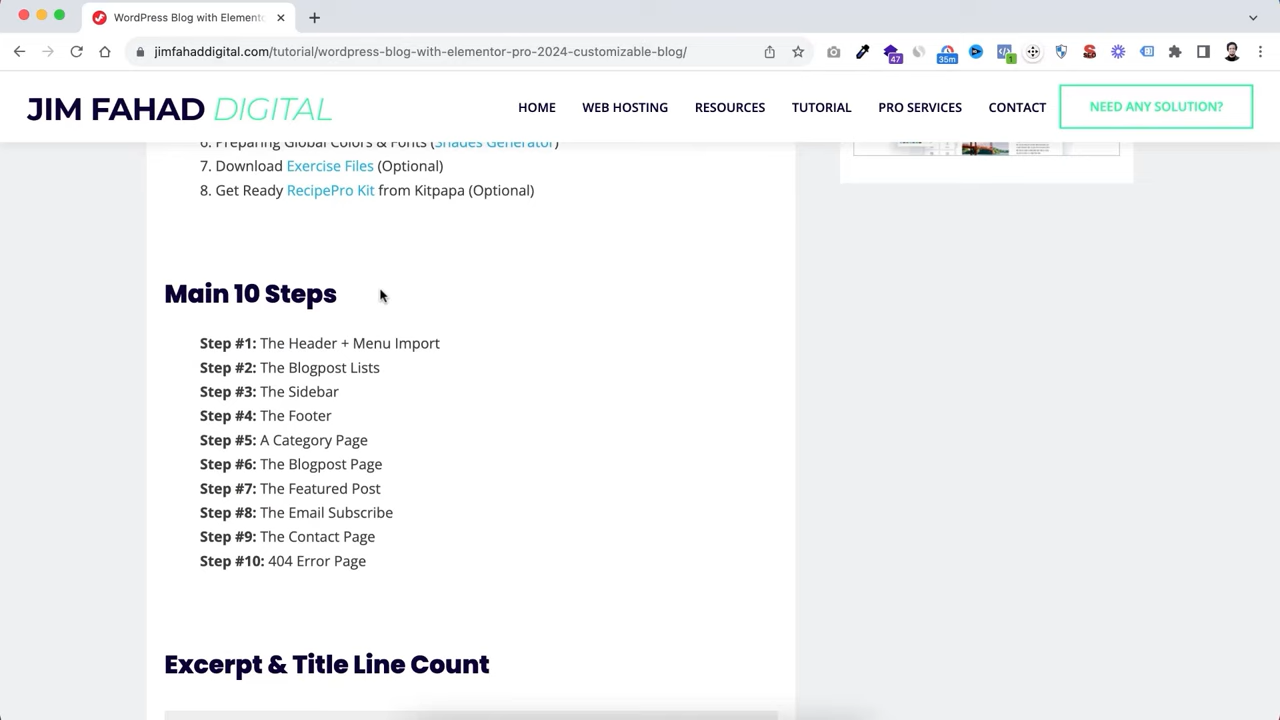 WordPress Blog with Element
jimfahaddigital.com/tutorial/wordpress-blog-with-elementor-pro-2024-customizable-blog/
47
35m
1
JIM FAHAD DIGITAL
HOME
WEB HOSTING
RESOURCES
TUTORIAL
PRO SERVICES
CONTACT
NEED ANY SOLUTION?
6. Preparing Global Colors & Fonts (Shades Generator)
7. Download Exercise Files (Optional)
8. Get Ready RecipePro Kit from Kitpapa (Optional)
Main 10 Steps
Step #1: The Header + Menu Import
Step #2: The Blogpost Lists
Step #3: The Sidebar
Step #4: The Footer
Step #5: A Category Page
Step #6: The Blogpost Page
Step #7: The Featured Post
Step #8: The Email Subscribe
Step #9: The Contact Page
Step #10: 404 Error Page
Excerpt & Title Line Count